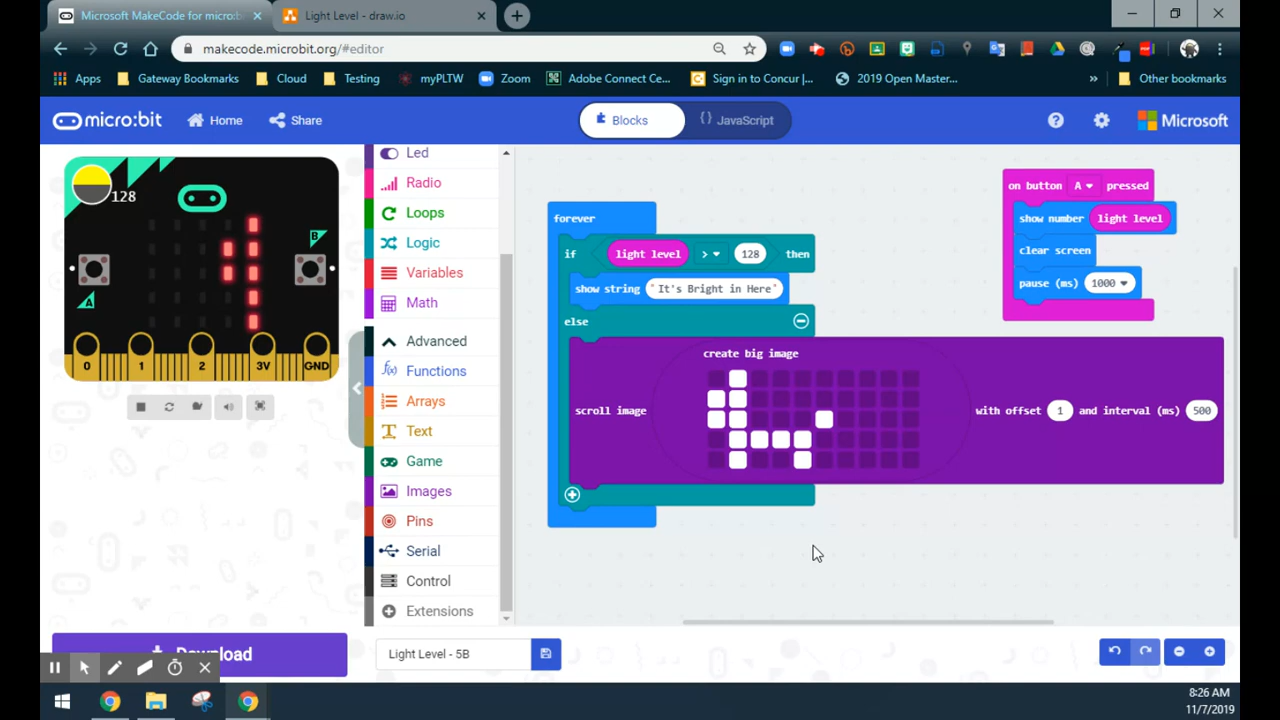 Microsoft MakeCode for micro:b
Light Level - draw.io
makecode.microbit.org/#editor
Apps
Gateway Bookmarks
Cloud
Testing
myPLTW
Zoom
Adobe Connect Ce...
Sign in to Concur |...
2019 Open Master...
»
Other bookmarks
micro:bit
Home
Share
Blocks
{} JavaScript
Microsoft
128
B
A
0
1
2
3V
GND
Download
Led
Radio
Loops
Logic
Variables
Math
Advanced
Functions
Arrays
Text
Game
Images
Pins
Serial
Control
Extensions
forever
if light level > 128 then
show string "It's Bright in Here"
else
create big image
scroll image
with offset 1 and interval (ms) 500
on button A pressed
show number light level
clear screen
pause (ms) 1000
Light Level - 5B
8:26 AM
11/7/2019